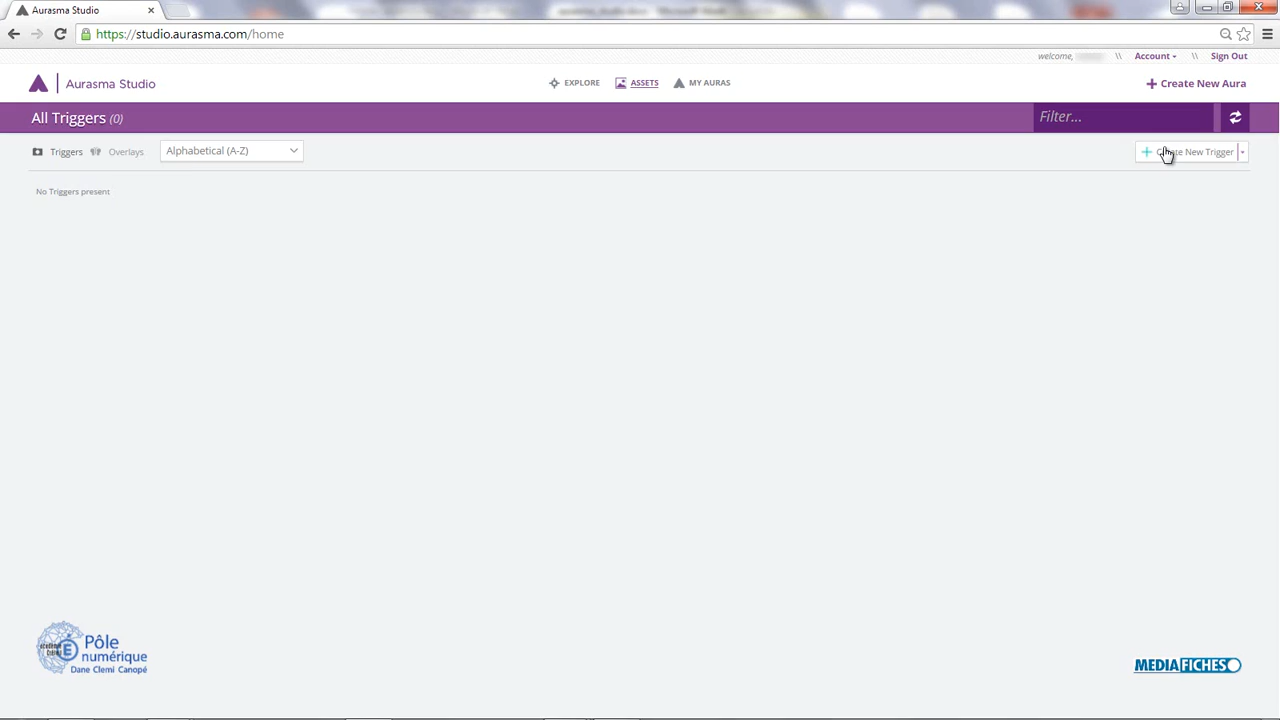 Aurasma Studio
https://studio.aurasma.com/home
welcome, \\ Account \\ Sign Out
Aurasma Studio
EXPLORE ASSETS MY AURAS
+ Create New Aura
All Triggers (0)
Filter...
Triggers Overlays Alphabetical (A-Z)
+ Create New Trigger
No Triggers present
Pôle
numérique
Dane Clemi Canopé
MEDIAFICHES